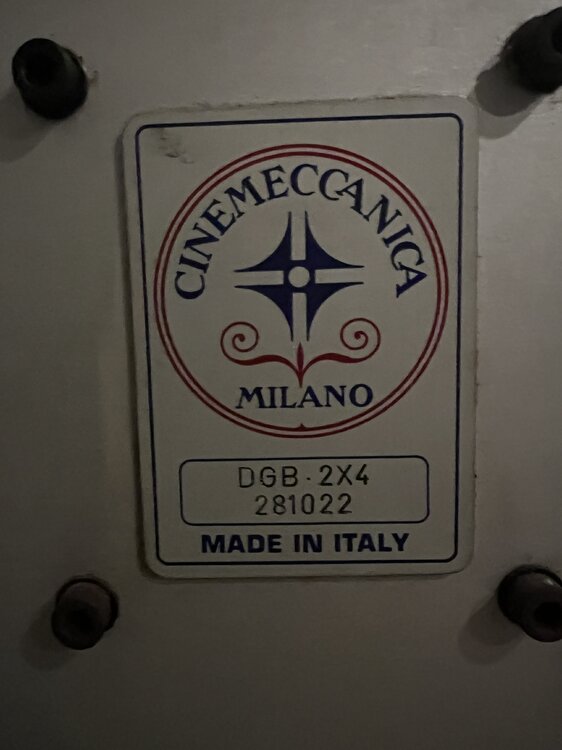 CINEMECCANICA
MILANO
DGB·2X4
281022
MADE IN ITALY